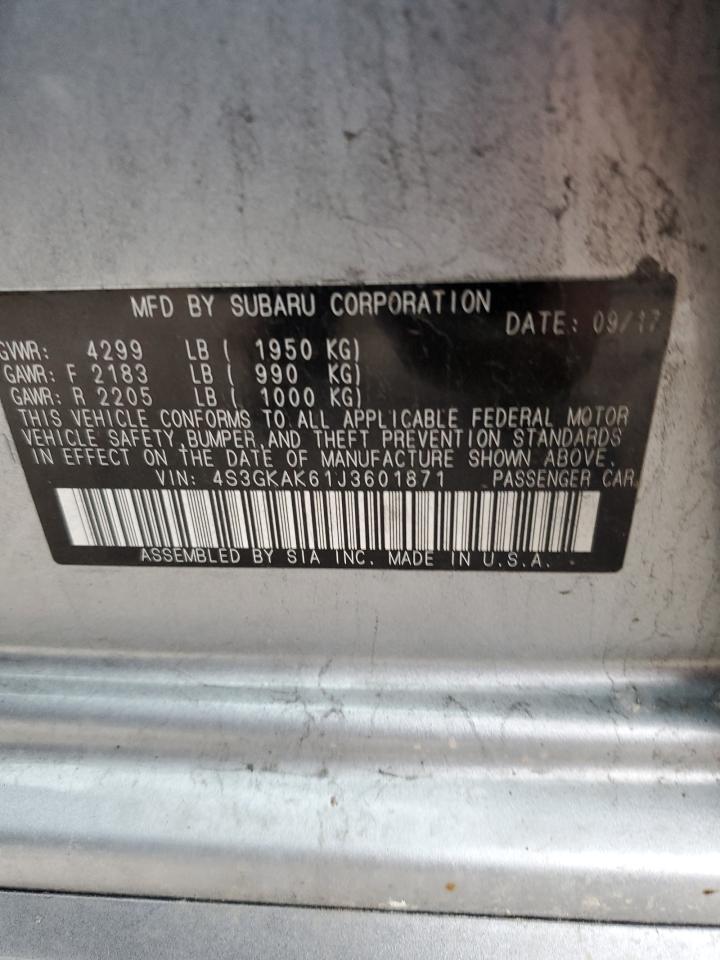 MFD BY SUBARU CORPORATION
DATE: 09/17
GVWR: 4299 LB ( 1950 KG)
GAWR: F 2183 LB ( 990 KG)
GAWR: R 2205 LB ( 1000 KG)
THIS VEHICLE CONFORMS TO ALL APPLICABLE FEDERAL MOTOR
VEHICLE SAFETY,BUMPER,AND THEFT PREVENTION STANDARDS
IN EFFECT ON THE DATE OF MANUFACTURE SHOWN ABOVE.
VIN: 4S3GKAK61J3601871 PASSENGER CAR
ASSEMBLED BY SIA INC. MADE IN U.S.A.